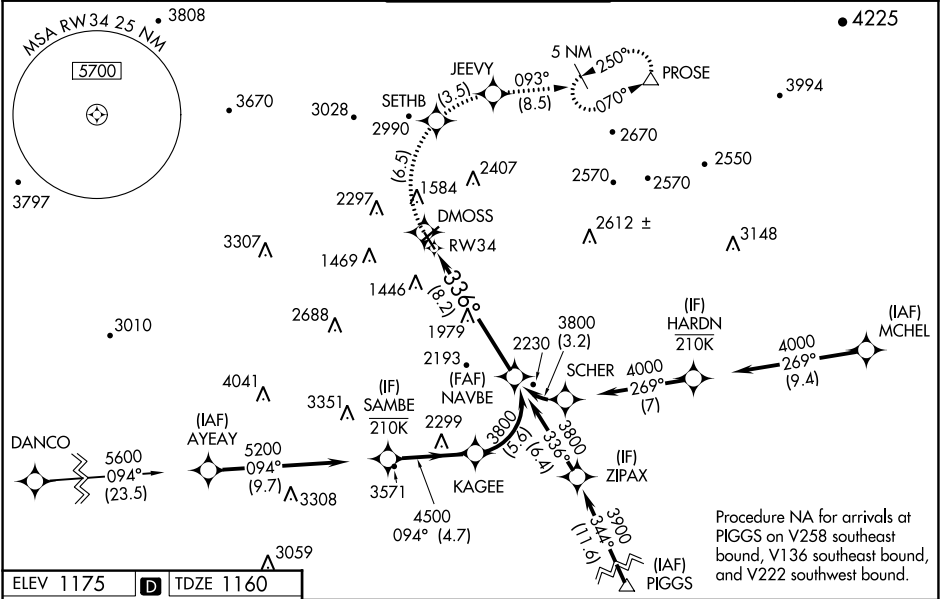 MSA RW34 25 NM
5700
3808
4225
5 NM
250°
070°
PROSE
JEEVY
093°
(8.5)
(3.5)
SETHB
3670
3028
2990
3994
2670
2550
2570
2570
3797
(6.5)
2407
1584
2297
DMOSS
RW34
2612 ±
3148
3307
1469
1446
336°
(8.2)
1979
2688
3010
2193
2230
3800
(3.2)
(FAF)
NAVBE
SCHER
4000
269°
(7)
(IF)
HARDN
210K
4000
269°
(9.4)
(IAF)
MCHEL
4041
3351
(IF)
SAMBE
210K
2299
3800
(5.6)
336°
(6.4)
3800
(IF)
ZIPAX
DANCO
5600
094°
(23.5)
(IAF)
AYEAY
5200
094°
(9.7)
3308
3571
KAGEE
4500
094° (4.7)
3900
344°
(11.6)
(IAF)
PIGGS
3059
Procedure NA for arrivals at
PIGGS on V258 southeast
bound, V136 southeast bound,
and V222 southwest bound.
ELEV 1175
D
TDZE 1160